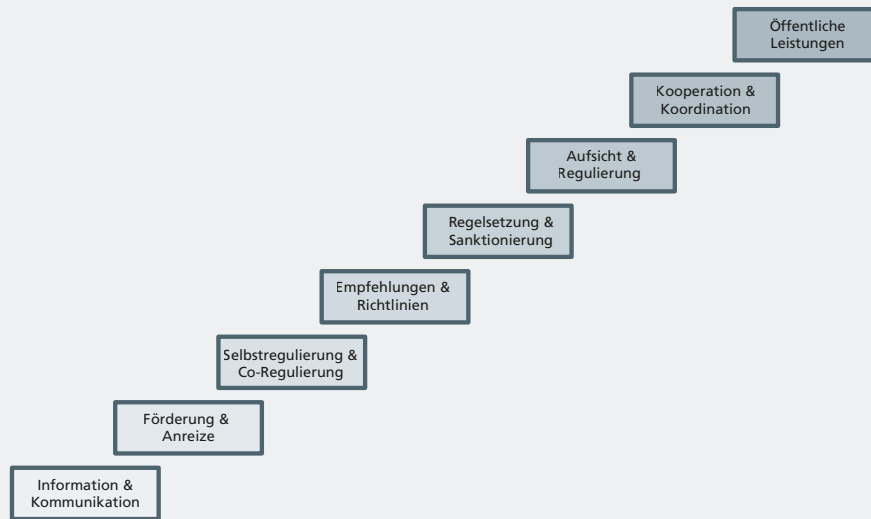 Öffentliche
Leistungen
Kooperation &
Koordination
Aufsicht &
Regulierung
Regelsetzung &
Sanktionierung
Empfehlungen &
Richtlinien
Selbstregulierung &
Co-Regulierung
Förderung &
Anreize
Information &
Kommunikation